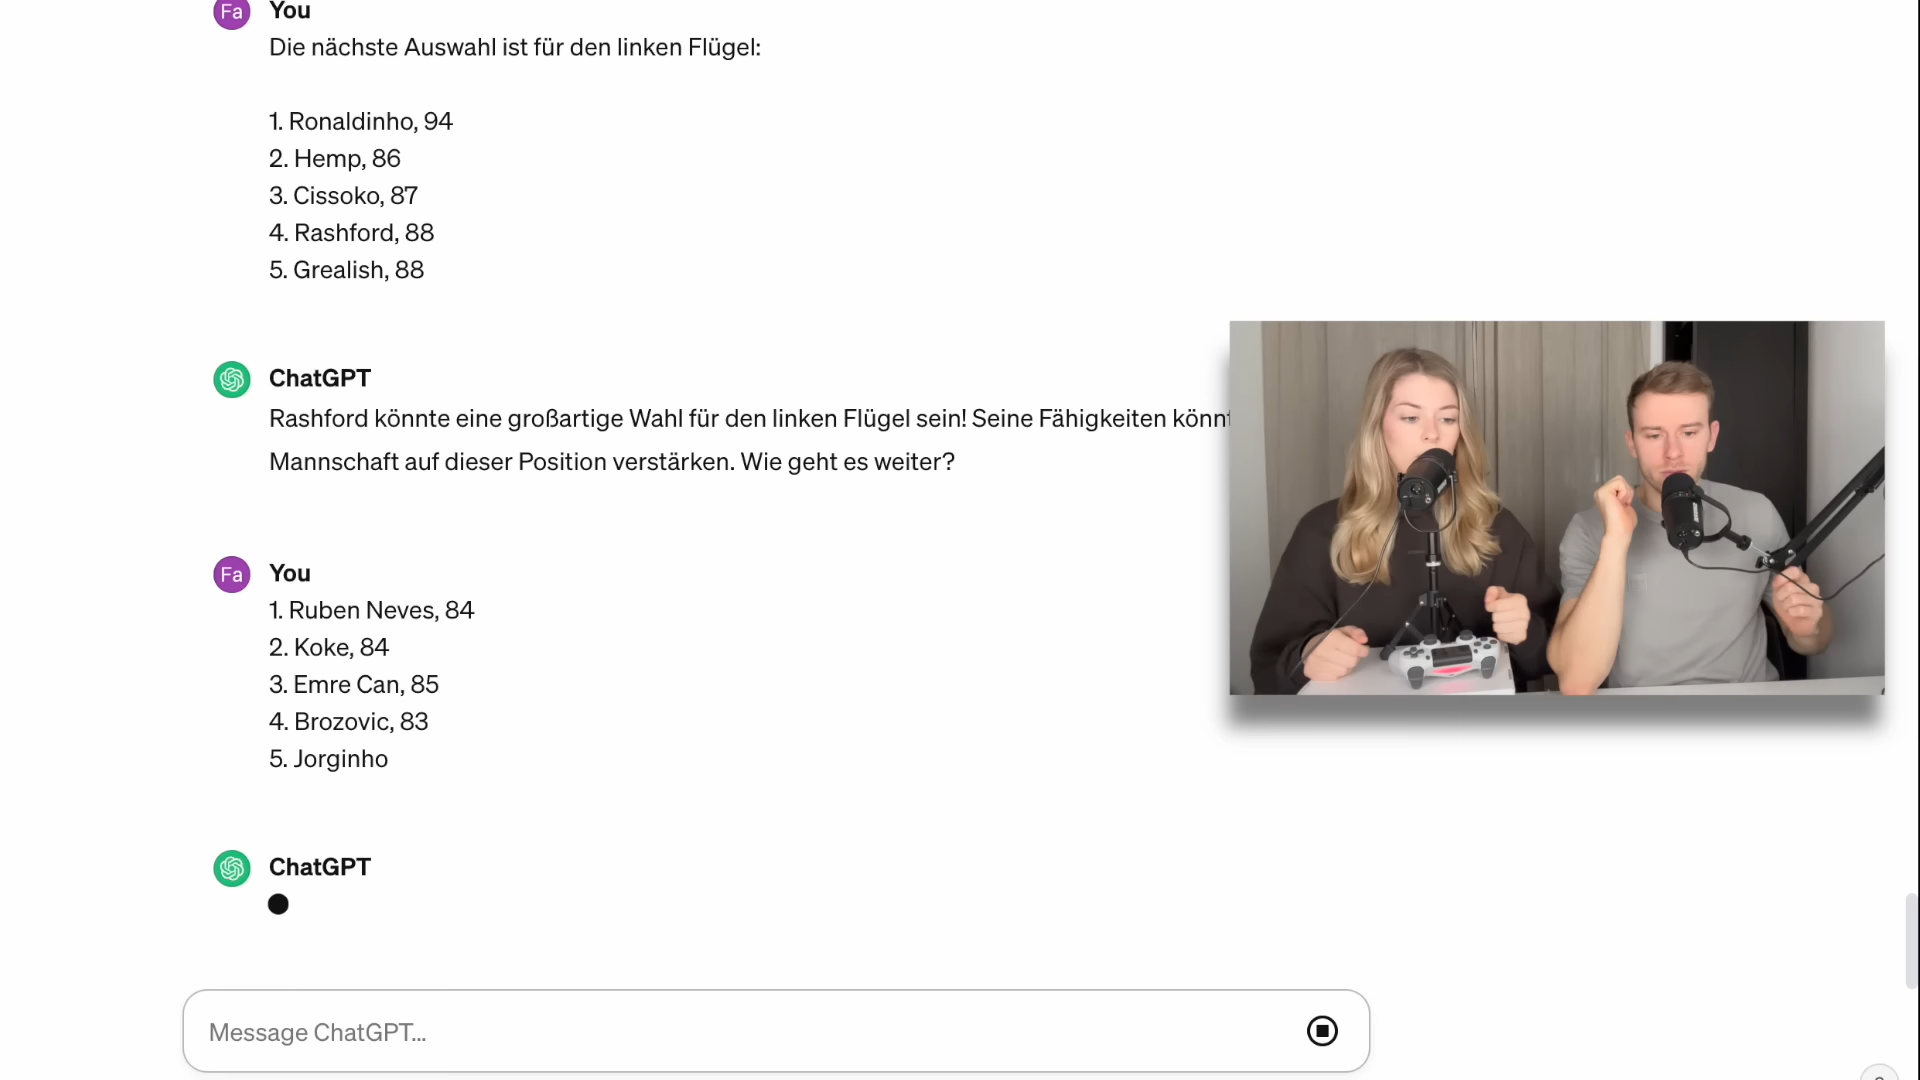 Fa
You
Die nächste Auswahl ist für den linken Flügel:
1. Ronaldinho, 94
2. Hemp, 86
3. Cissoko, 87
4. Rashford, 88
5. Grealish, 88
ChatGPT
Rashford könnte eine großartige Wahl für den linken Flügel sein! Seine Fähigkeiten
Mannschaft auf dieser Position verstärken. Wie geht es weiter?
Fa
You
1. Ruben Neves, 84
2. Koke, 84
3. Emre Can, 85
4. Brozovic, 83
5. Jorginho
ChatGPT
Message ChatGPT...